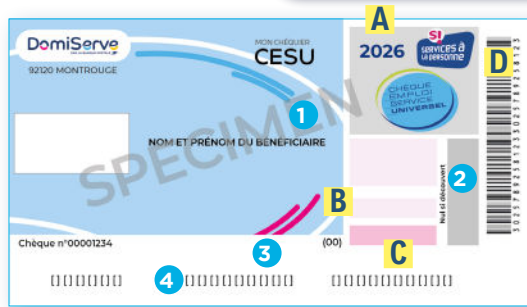 A
DomiServe
92120 MONTROUGE
MON CHÉQUIER
CESU
2026
S!
SERVICES À
LA PERSONNE
D
CHÈQUE
EMPLOI
SERVICE
UNIVERSEL
1
SPECIMEN
NOM ET PRÉNOM DU BÉNÉFICIAIRE
2
Nul si découvert
B
Chèque n°00001234
(00)
3
C
4